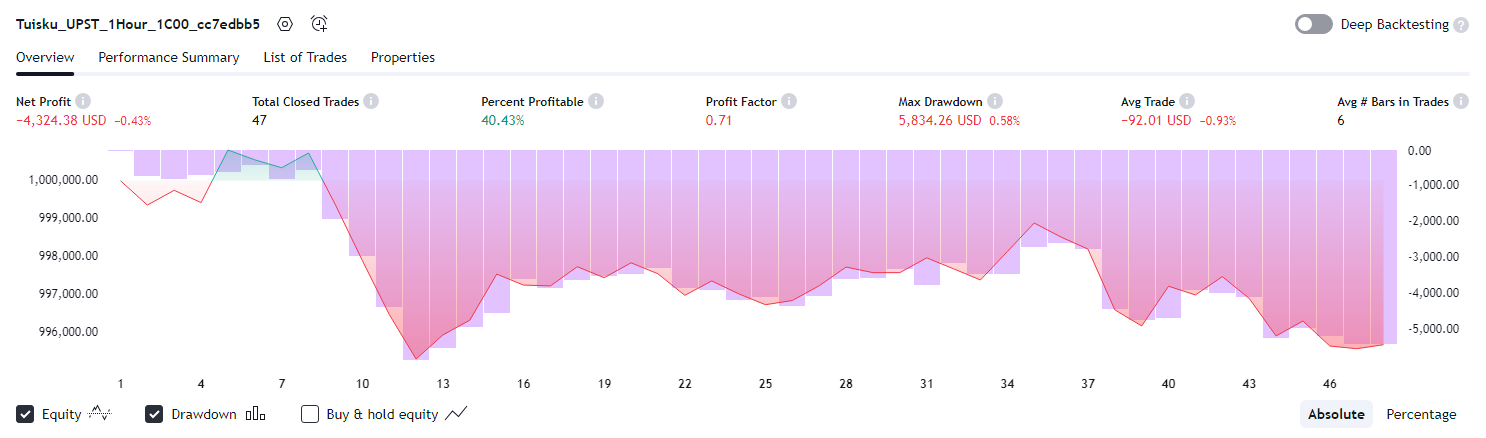 Tuisku_UPST_1Hour_1C00_cc7edbb5
Deep Backtesting ?
Overview Performance Summary List of Trades Properties
Net Profit Total Closed Trades Percent Profitable Profit Factor Max Drawdown Avg Trade Avg # Bars in Trades
−4,324.38 USD −0.43% 47 40.43% 0.71 5,834.26 USD 0.58% −92.01 USD −0.93% 6
1,000,000.00
999,000.00
998,000.00
997,000.00
996,000.00
0.00
-1,000.00
-2,000.00
-3,000.00
-4,000.00
-5,000.00
1 4 7 10 13 16 19 22 25 28 31 34 37 40 43 46
Equity Drawdown Buy & hold equity Absolute Percentage